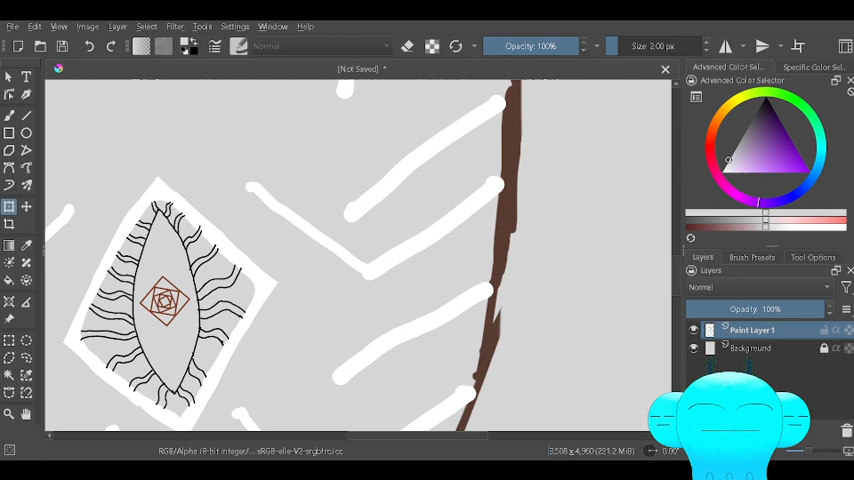 File Edit View Image Layer Select Filter Tools Settings Window Help
Normal Opacity: 100% Size: 2.00 px
[Not Saved] *
Advanced Color Sel... Specific Color Sel...
Advanced Color Selector
Layers Brush Presets Tool Options
Layers
Normal
Opacity: 100%
Paint Layer 1
Background
RGB/Alpha (8-bit integer/... sRGB-elle-V2-srgbtrc.icc 3,508 x 4,960 (221.2 MiB) 0.00°